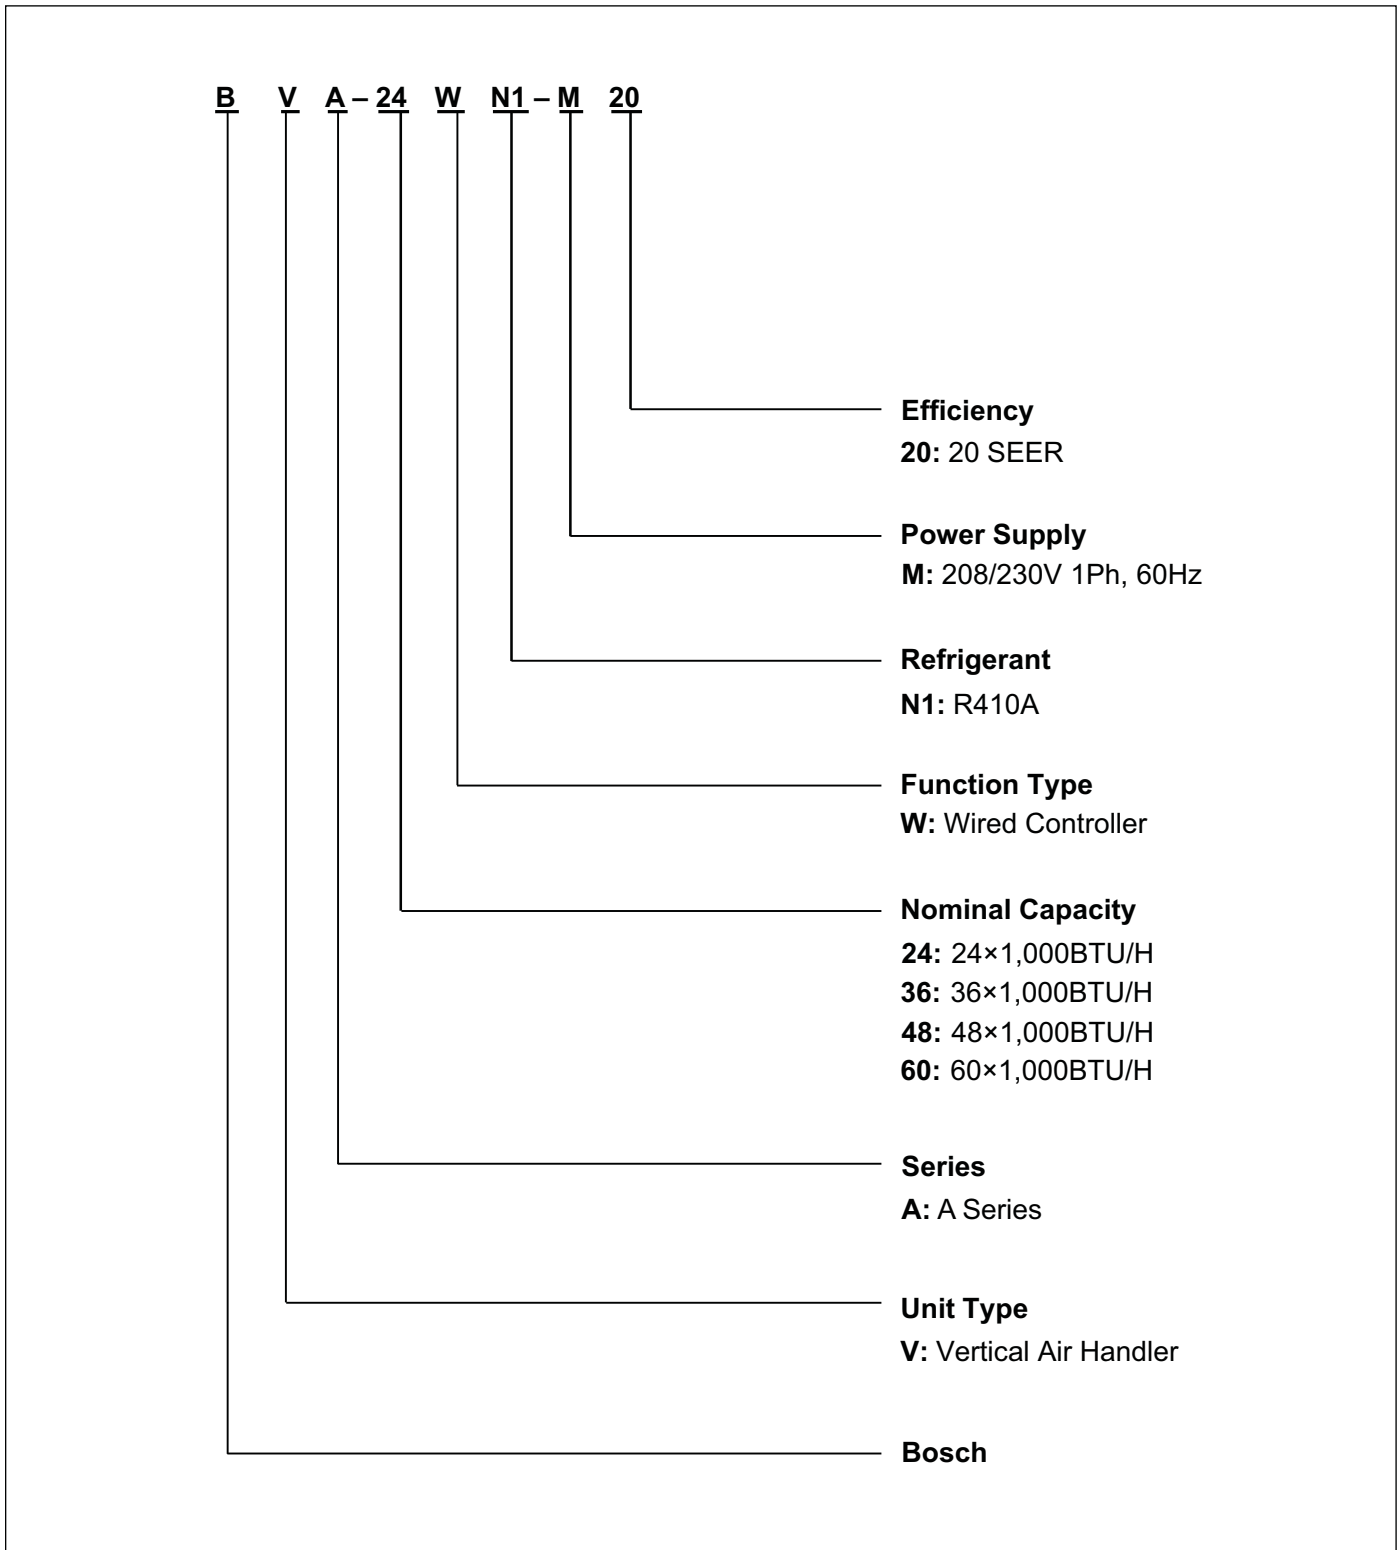 B V A – 24 W N1 – M 20
Efficiency
20: 20 SEER
Power Supply
M: 208/230V 1Ph, 60Hz
Refrigerant
N1: R410A
Function Type
W: Wired Controller
Nominal Capacity
24: 24×1,000BTU/H
36: 36×1,000BTU/H
48: 48×1,000BTU/H
60: 60×1,000BTU/H
Series
A: A Series
Unit Type
V: Vertical Air Handler
Bosch